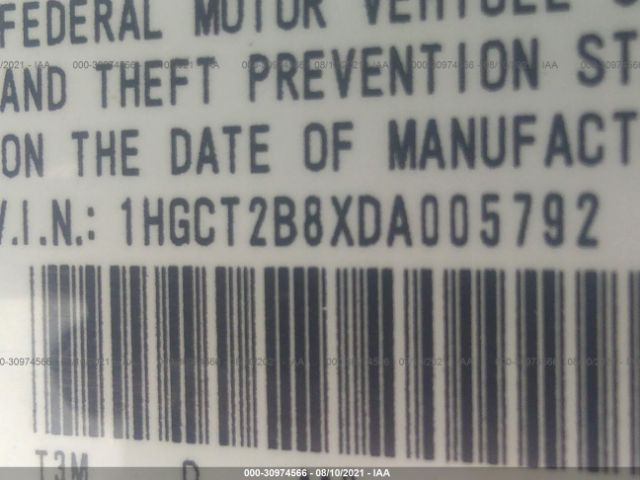 FEDERAL MOTOR VEHICLE S
AND THEFT PREVENTION ST
ON THE DATE OF MANUFACT
V.I.N.: 1HGCT2B8XDA005792
T3M D
000-30974566 - 08/10/2021 - IAA